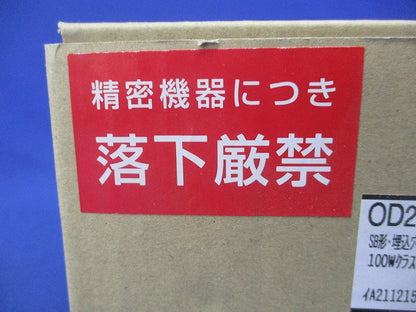 精密機器につき
落下厳禁
OD2
SB形・埋込穴
100Wクラス